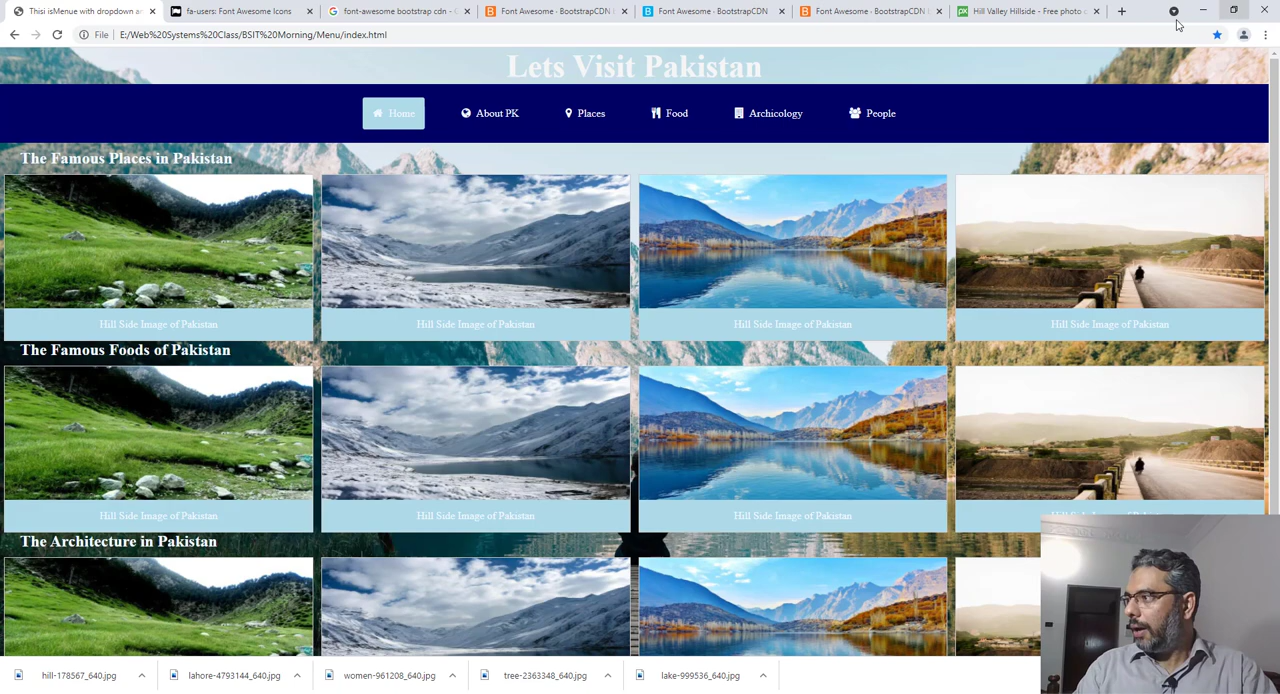 Thisi isMenue with dropdown ar
fa-users: Font Awesome Icons
font-awesome bootstrap cdn - G
Font Awesome · BootstrapCDN b
Font Awesome · BootstrapCDN
Font Awesome · BootstrapCDN b
Hill Valley Hillside - Free photo o
File
E:/Web%20Systems%20Class/BSIT%20Morning/Menu/index.html
Lets Visit Pakistan
Home
About PK
Places
Food
Archicology
People
The Famous Places in Pakistan
Hill Side Image of Pakistan
Hill Side Image of Pakistan
Hill Side Image of Pakistan
Hill Side Image of Pakistan
The Famous Foods of Pakistan
Hill Side Image of Pakistan
Hill Side Image of Pakistan
Hill Side Image of Pakistan
The Architecture in Pakistan
hill-178567_640.jpg
lahore-4793144_640.jpg
women-961208_640.jpg
tree-2363348_640.jpg
lake-999536_640.jpg